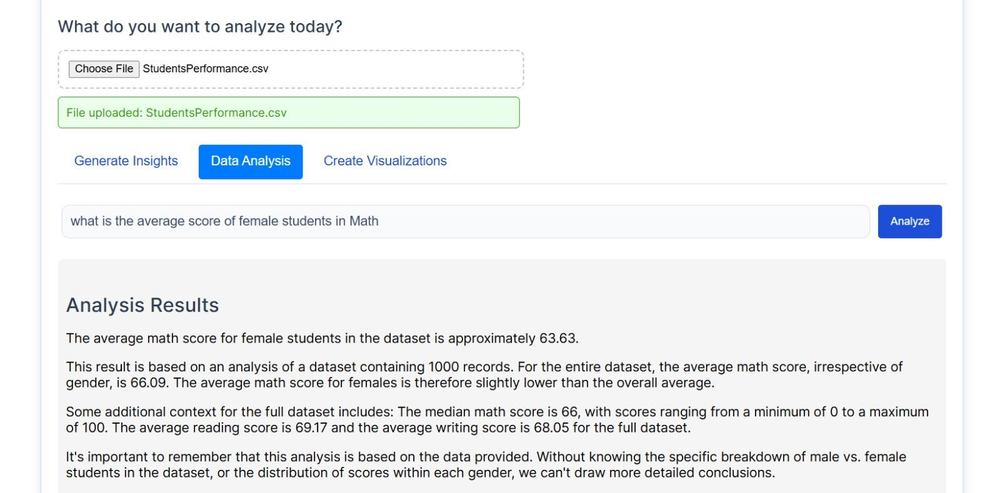 What do you want to analyze today?
Choose File StudentsPerformance.csv
File uploaded: StudentsPerformance.csv
Generate Insights Data Analysis Create Visualizations
what is the average score of female students in Math Analyze
Analysis Results
The average math score for female students in the dataset is approximately 63.63.
This result is based on an analysis of a dataset containing 1000 records. For the entire dataset, the average math score, irrespective of
gender, is 66.09. The average math score for females is therefore slightly lower than the overall average.
Some additional context for the full dataset includes: The median math score is 66, with scores ranging from a minimum of 0 to a maximum
of 100. The average reading score is 69.17 and the average writing score is 68.05 for the full dataset.
It's important to remember that this analysis is based on the data provided. Without knowing the specific breakdown of male vs. female
students in the dataset, or the distribution of scores within each gender, we can't draw more detailed conclusions.